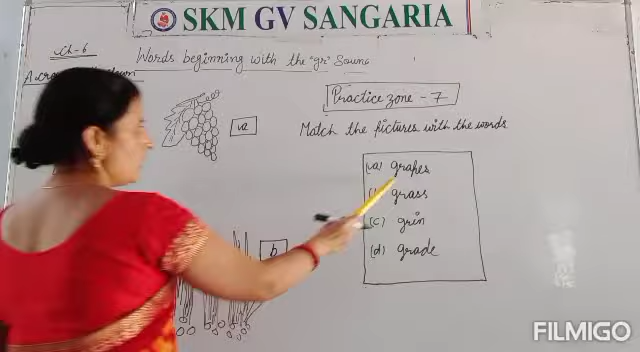 SKM GV SANGARIA
Ch-6
Words beginning with the "gr" Sound
Practice zone - 7
(a)
Match the pictures with the words
(a) grapes
grass
b
(c) grin
(d) grade
FILMIGO